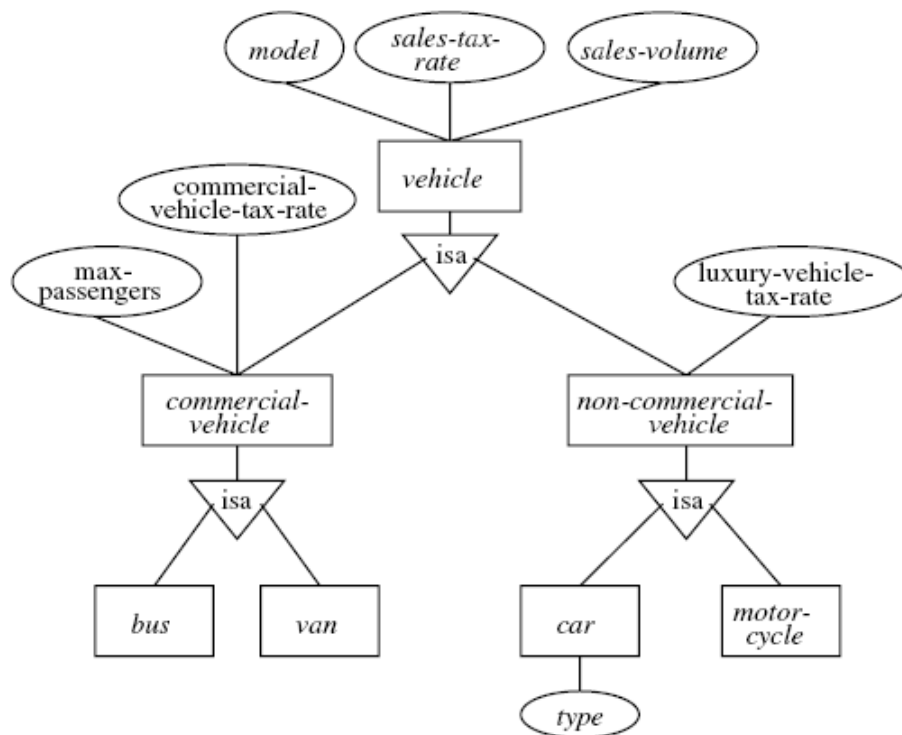 model
sales-tax-
rate
sales-volume
vehicle
commercial-
vehicle-tax-rate
isa
max-
passengers
luxury-vehicle-
tax-rate
commercial-
vehicle
non-commercial-
vehicle
isa
isa
bus
van
car
motor-
cycle
type